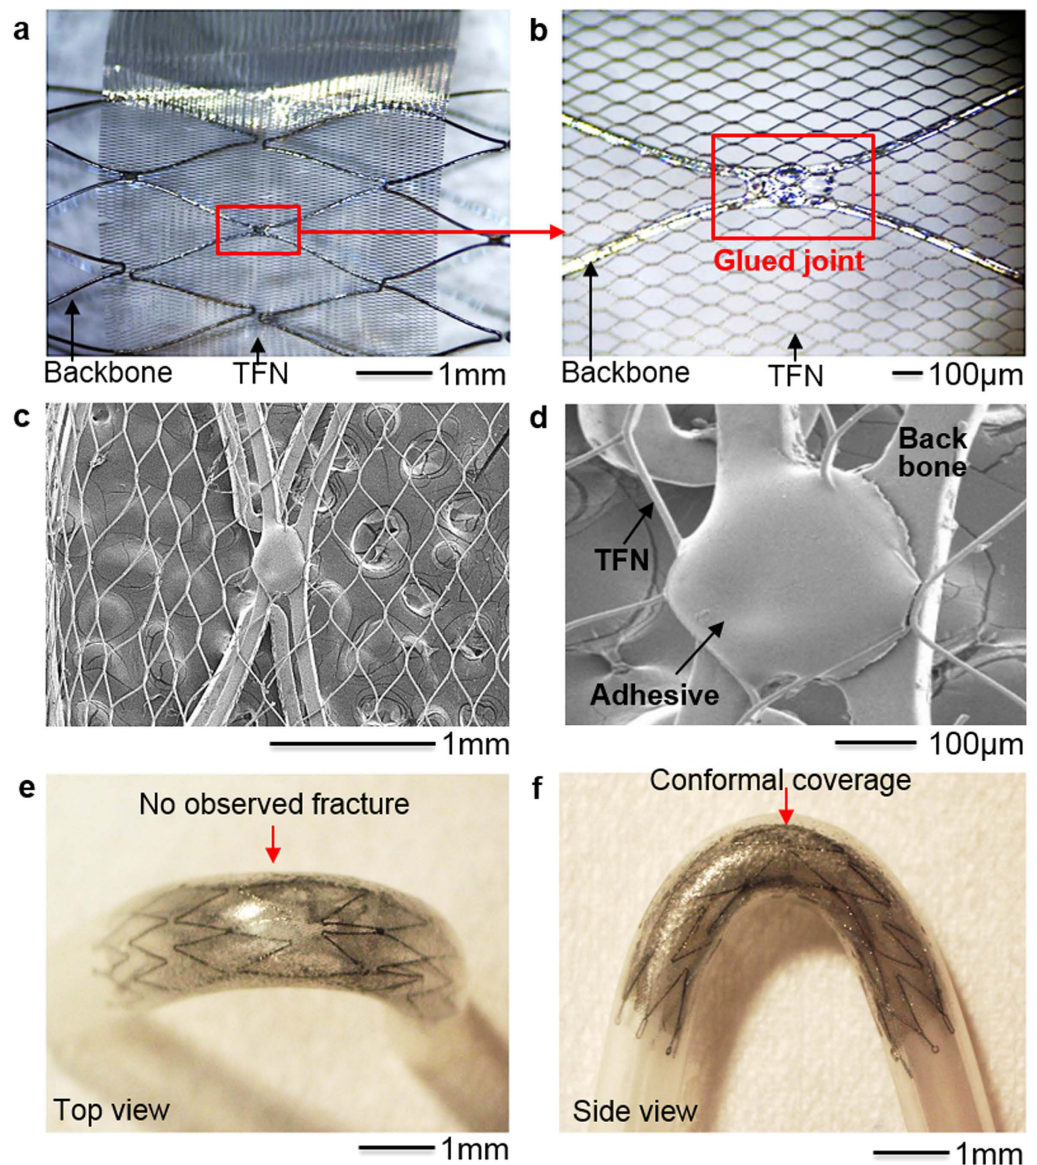 a
b
Glued joint
Backbone
TFN
1mm
Backbone
TFN
100µm
c
d
Back
bone
TFN
Adhesive
1mm
100µm
e
f
No observed fracture
Conformal coverage
Top view
Side view
1mm
1mm